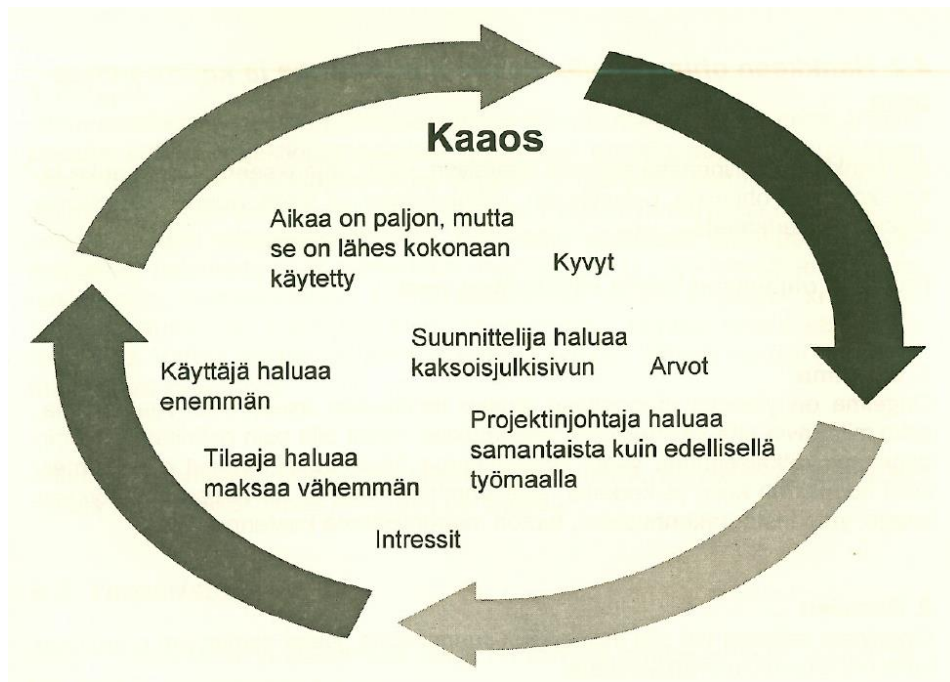 Kaaos
Aikaa on paljon, mutta
se on lähes kokonaan
käytetty
Kyvyt
Suunnittelija haluaa
kaksoisjulkisivun
Arvot
Käyttäjä haluaa
enemmän
Projektinjohtaja haluaa
samantaista kuin edellisellä
työmaalla
Tilaaja haluaa
maksaa vähemmän
Intressit